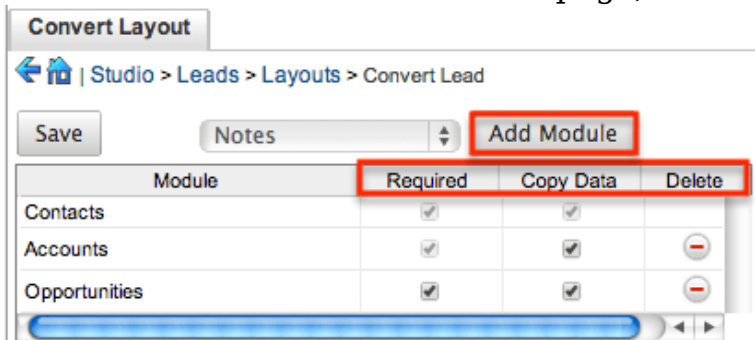 Convert Layout
| Studio > Leads > Layouts > Convert Lead
Save Notes Add Module
Module Required Copy Data Delete
Contacts
Accounts
Opportunities